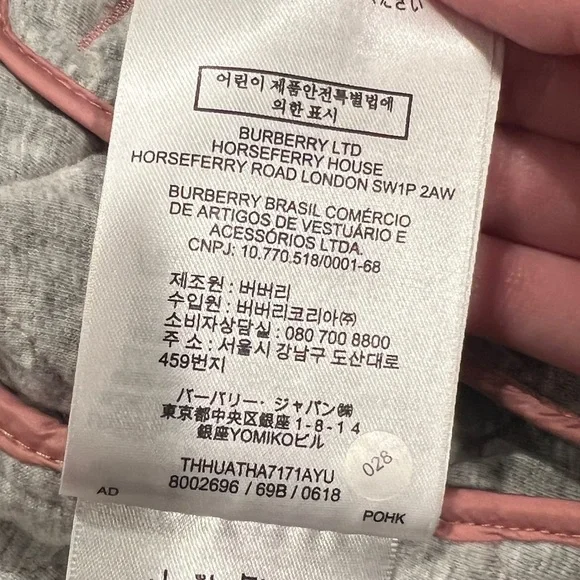 ください
어린이 제품안전특별법에
의한 표시
BURBERRY LTD
HORSEFERRY HOUSE
HORSEFERRY ROAD LONDON SW1P 2AW
BURBERRY BRASIL COMÉRCIO
DE ARTIGOS DE VESTUÁRIO E
ACESSÓRIOS LTDA.
CNPJ: 10.770.518/0001-68
제조원 : 버버리
수입원 : 버버리코리아㈜
소비자상담실 : 080 700 8800
주 소 : 서울시 강남구 도산대로
459번지
バーバリー・ジャパン㈱
東京都中央区銀座1-8-14
銀座YOMIKOビル
THHUATHA7171AYU
8002696 / 69B / 0618
028
AD
POHK